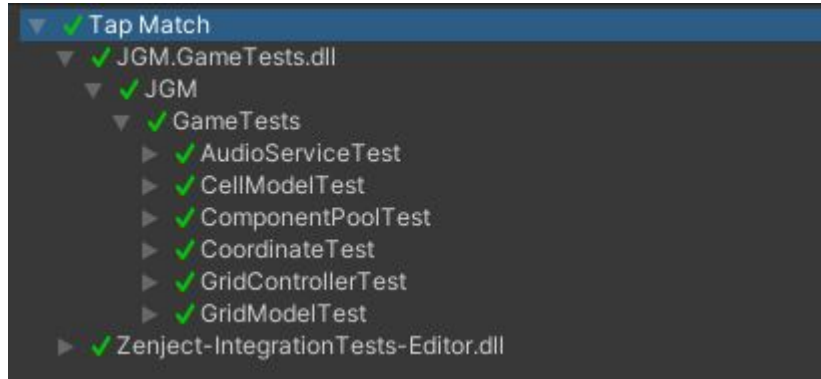 Tap Match
JGM.GameTests.dll
JGM
GameTests
AudioServiceTest
CellModelTest
ComponentPoolTest
CoordinateTest
GridControllerTest
GridModelTest
Zenject-IntegrationTests-Editor.dll